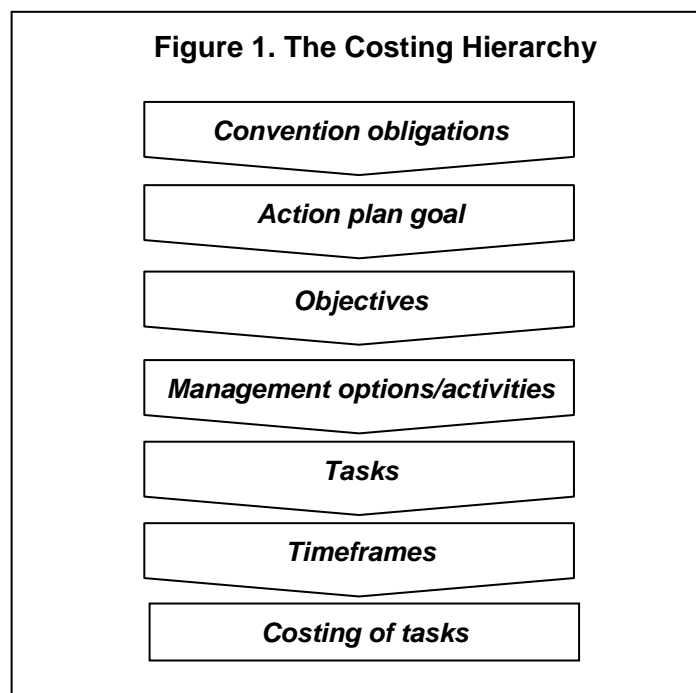 Figure 1. The Costing Hierarchy
Convention obligations
Action plan goal
Objectives
Management options/activities
Tasks
Timeframes
Costing of tasks